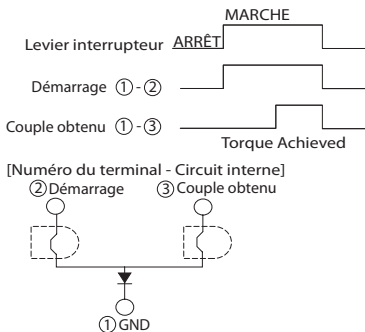 MARCHE
Levier interrupteur ARRÊT
Démarrage ①-②
Couple obtenu ①-③
Torque Achieved
[Numéro du terminal - Circuit interne]
②Démarrage ③Couple obtenu
①GND